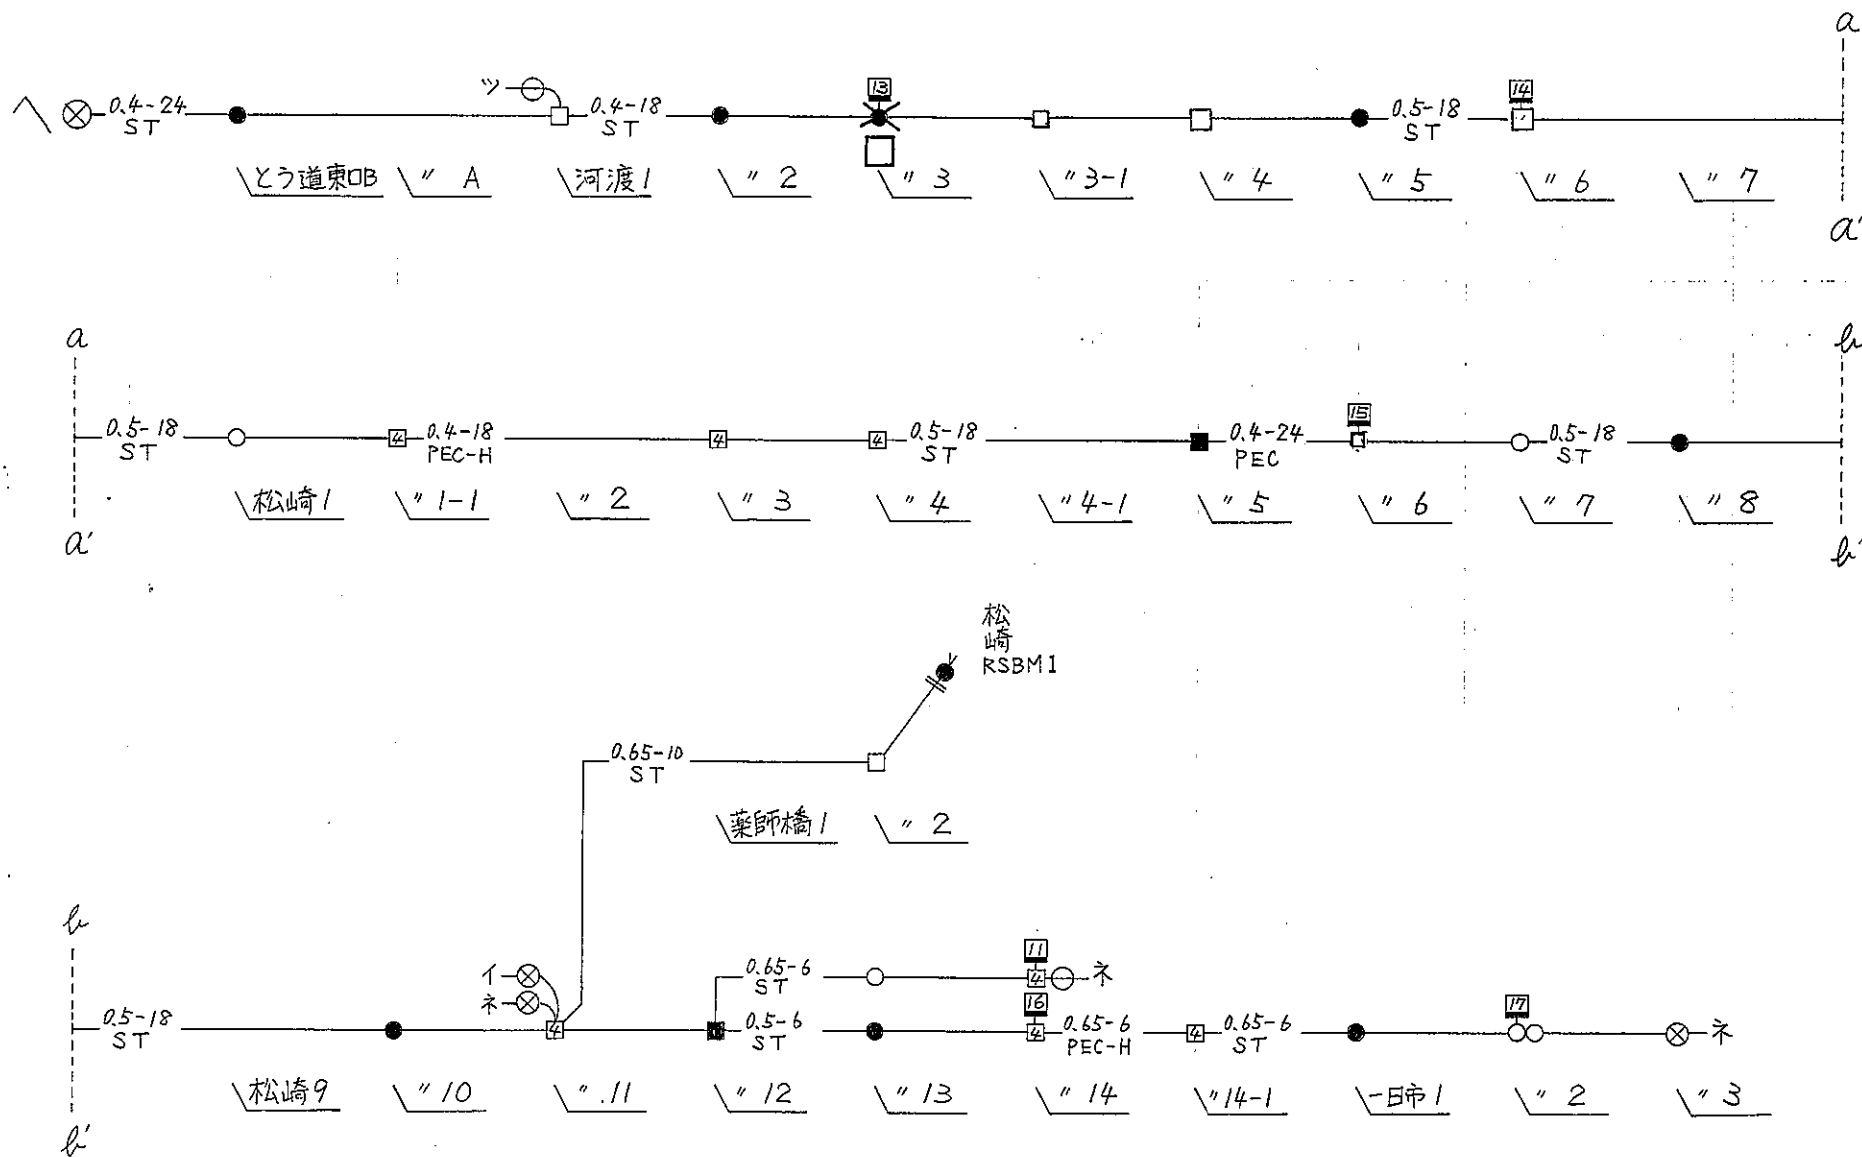 a
ヘ 0.4-24 ツ 0.4-18 13 0.5-18 14
ST ST ST
とう道東口B 〃 A 河渡1 〃 2 〃 3 〃 3-1 〃 4 〃 5 〃 6 〃 7
a'
a b
0.5-18 4 0.4-18 4 4 0.5-18 0.4-24 15 0.5-18
ST PEC-H ST PEC ST
松崎1 〃 1-1 〃 2 〃 3 〃 4 〃 4-1 〃 5 〃 6 〃 7 〃 8
a' b'
松
崎
RSBM1
0.65-10
ST
薬師橋1 〃 2
b
イ 0.65-6 11
ネ ST 4 ネ
0.5-18 4 0.5-6 16 4 0.65-6 4 0.65-6 17 ネ
ST ST PEC-H ST
松崎9 〃 10 〃 .11 〃 12 〃 13 〃 14 〃 14-1 一日市1 〃 2 〃 3
b'